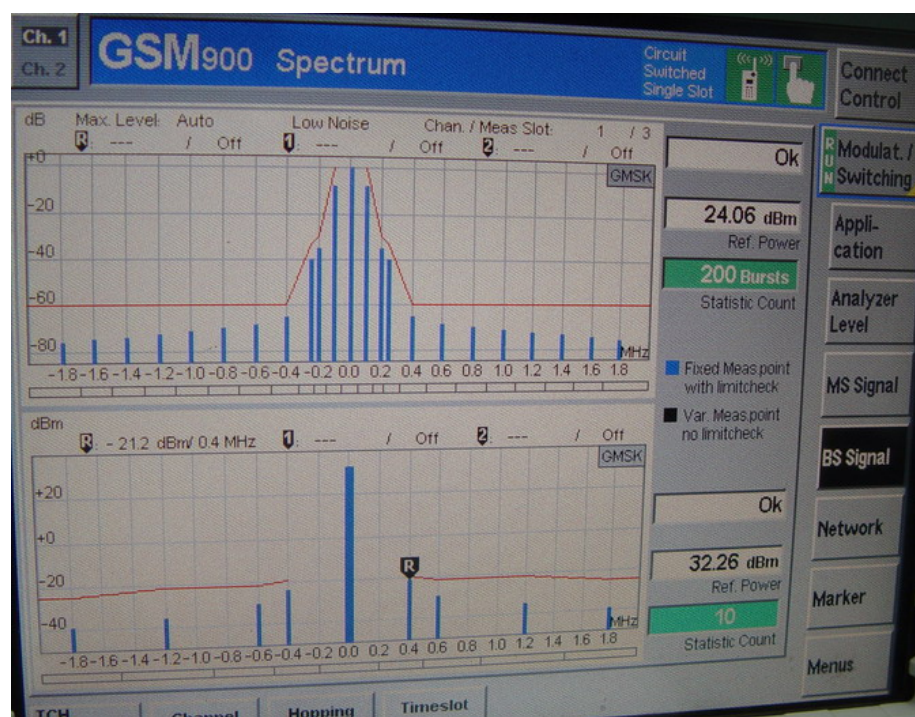 Ch. 1
Ch. 2
GSM900 Spectrum
Circuit
Switched
Single Slot
Connect
Control
dB Max. Level: Auto Low Noise Chan. / Meas Slot: 1 / 3
R: --- / Off 1: --- / Off 2: --- / Off
+0
-20
-40
-60
-80
GMSK
MHz
-1.8 -1.6 -1.4 -1.2 -1.0 -0.8 -0.6 -0.4 -0.2 0.0 0.2 0.4 0.6 0.8 1.0 1.2 1.4 1.6 1.8
Ok
24.06 dBm
Ref. Power
200 Bursts
Statistic Count
Fixed Meas.point
with limitcheck
Var. Meas.point
no limitcheck
dBm
R: - 21.2 dBm/ 0.4 MHz 1: --- / Off 2: --- / Off
GMSK
+20
+0
-20
-40
R
MHz
-1.8 -1.6 -1.4 -1.2 -1.0 -0.8 -0.6 -0.4 -0.2 0.0 0.2 0.4 0.6 0.8 1.0 1.2 1.4 1.6 1.8
Ok
32.26 dBm
Ref. Power
10
Statistic Count
RUN
Modulat. /
Switching
Appli-
cation
Analyzer
Level
MS Signal
BS Signal
Network
Marker
Menus
TCH
Channel
Hopping
Timeslot